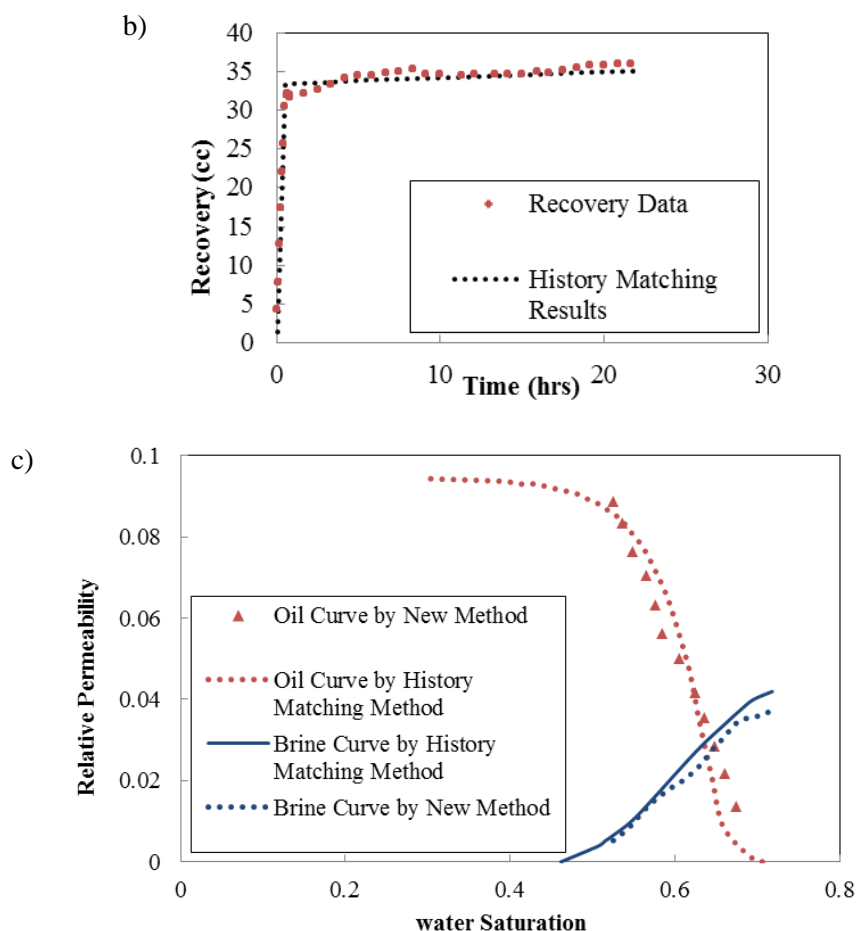 b)
40
35
30
25
20
15
10
5
0
Recovery (cc)
Recovery Data
History Matching
Results
0
10
20
30
Time (hrs)
c)
0.1
0.08
0.06
0.04
0.02
0
Relative Permeability
Oil Curve by New Method
Oil Curve by History
Matching Method
Brine Curve by History
Matching Method
Brine Curve by New Method
0
0.2
0.4
0.6
0.8
water Saturation